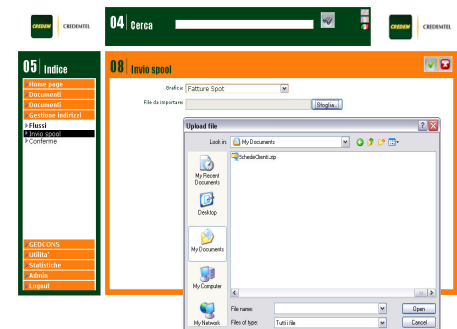 CREDEM CREDEMTEL
04 Cerca
CREDEM CREDEMTEL
05 Indice
Home page
Documenti
Documenti
Gestione indirizzi
Flussi
Invio spool
Conferme
GEDCONS
Utilita'
Statistiche
Admin
Logout
08 Invio spool
Grafica: Fatture Spot
File da importare: Sfoglia...
Upload file
Look in: My Documents
My Recent Documents
Desktop
My Documents
My Computer
My Network
SchedeClienti.zip
File name: Open
Files of type: Tutti i file Cancel